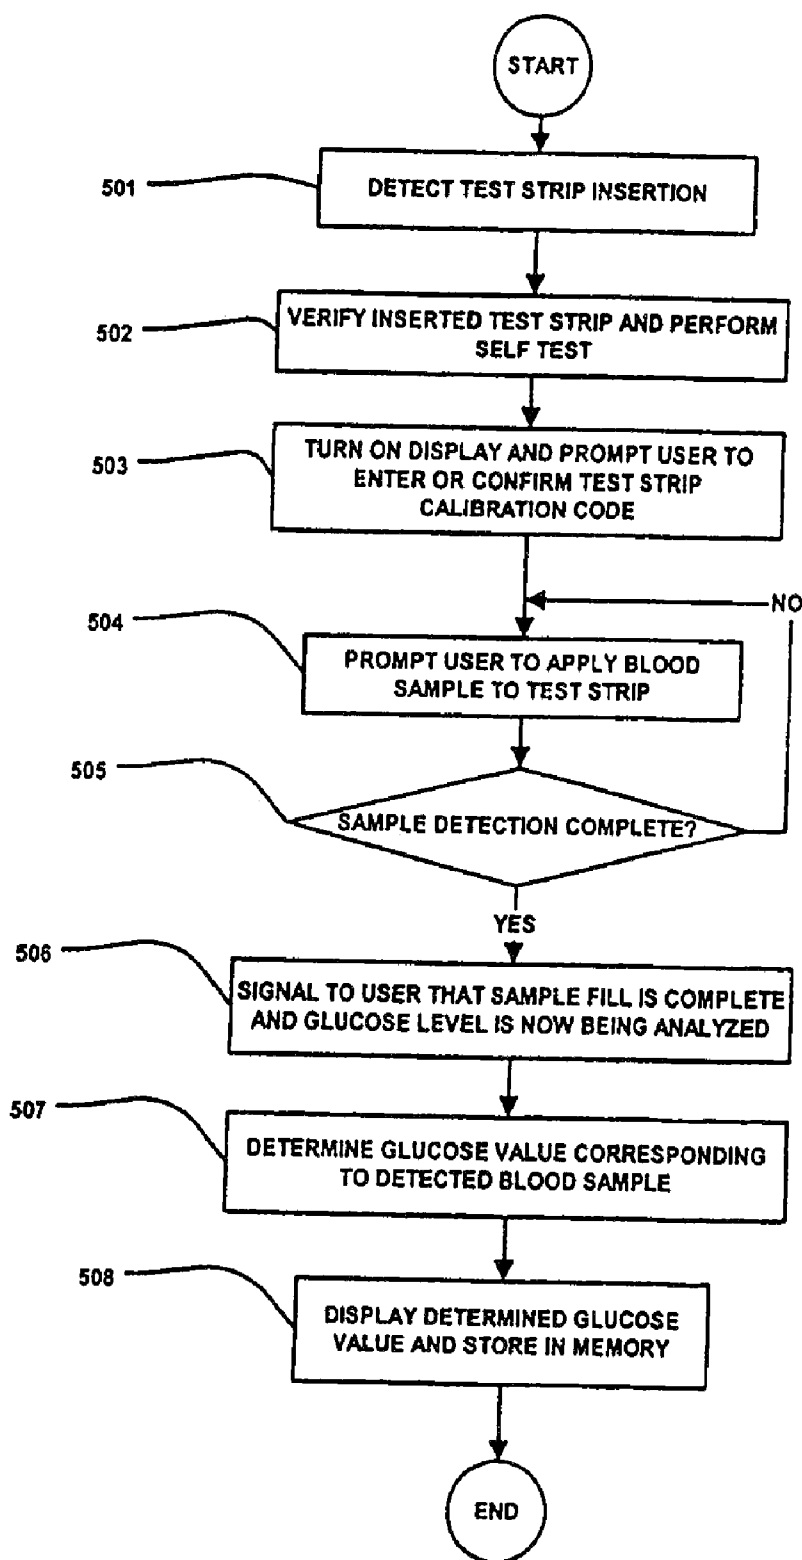 START
501
DETECT TEST STRIP INSERTION
502
VERIFY INSERTED TEST STRIP AND PERFORM
SELF TEST
503
TURN ON DISPLAY AND PROMPT USER TO
ENTER OR CONFIRM TEST STRIP
CALIBRATION CODE
NO
504
PROMPT USER TO APPLY BLOOD
SAMPLE TO TEST STRIP
505
SAMPLE DETECTION COMPLETE?
YES
506
SIGNAL TO USER THAT SAMPLE FILL IS COMPLETE
AND GLUCOSE LEVEL IS NOW BEING ANALYZED
507
DETERMINE GLUCOSE VALUE CORRESPONDING
TO DETECTED BLOOD SAMPLE
508
DISPLAY DETERMINED GLUCOSE
VALUE AND STORE IN MEMORY
END